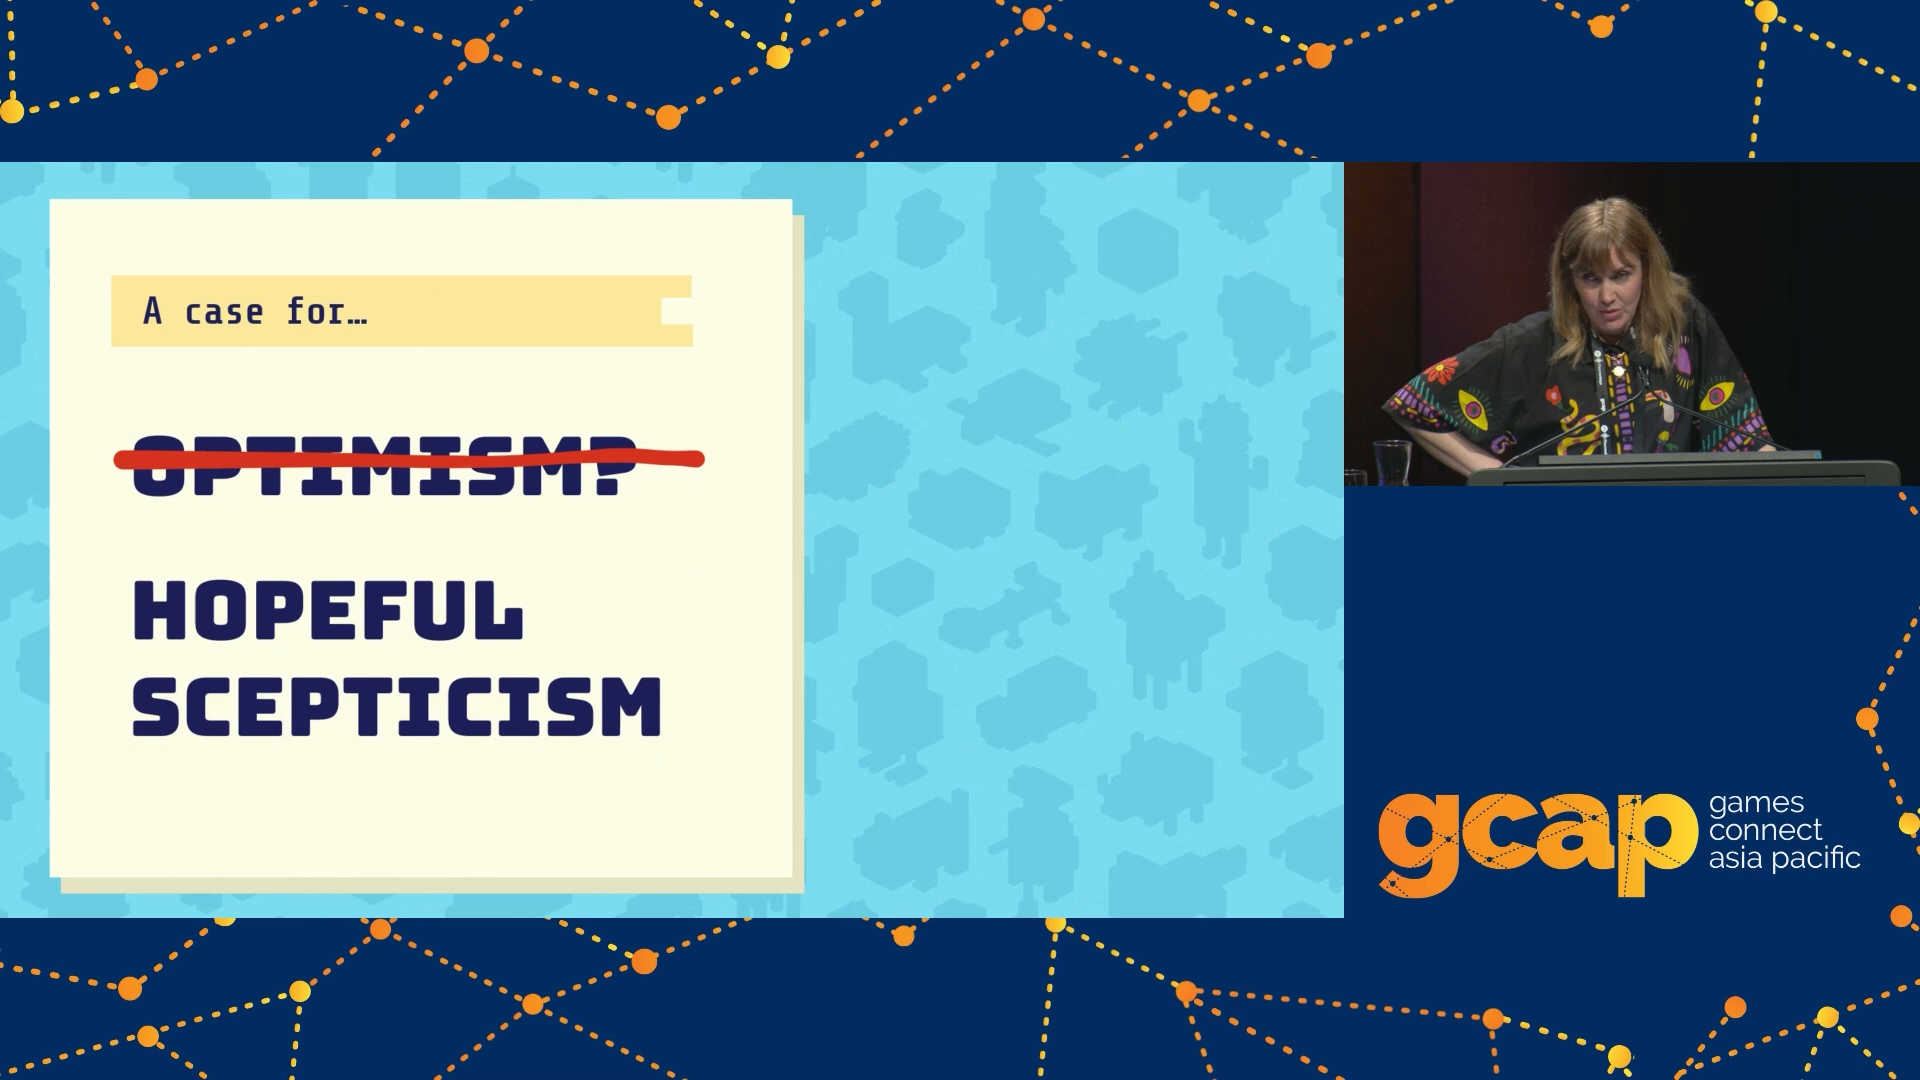 A case for…
OPTIMISM?
HOPEFUL
SCEPTICISM
gcap
games
connect
asia pacific